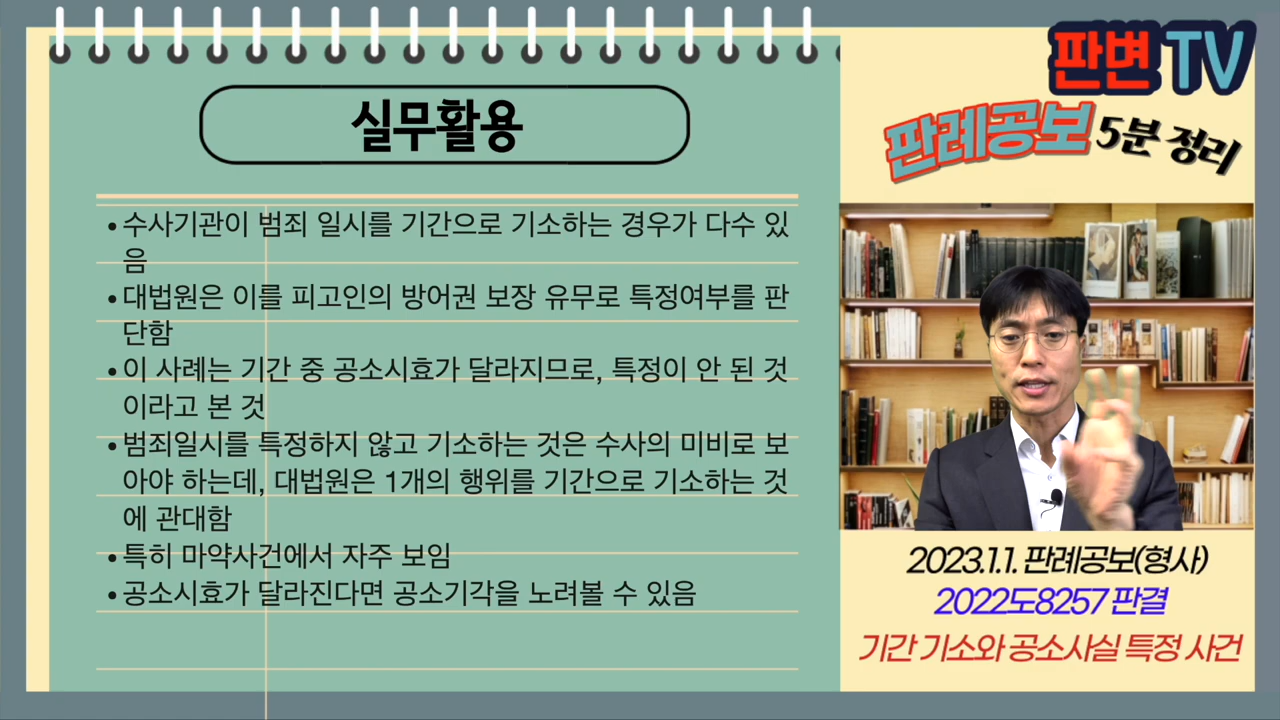 실무활용
• 수사기관이 범죄 일시를 기간으로 기소하는 경우가 다수 있
음
• 대법원은 이를 피고인의 방어권 보장 유무로 특정여부를 판
단함
• 이 사례는 기간 중 공소시효가 달라지므로, 특정이 안 된 것
이라고 본 것
• 범죄일시를 특정하지 않고 기소하는 것은 수사의 미비로 보
아야 하는데, 대법원은 1개의 행위를 기간으로 기소하는 것
에 관대함
• 특히 마약사건에서 자주 보임
• 공소시효가 달라진다면 공소기각을 노려볼 수 있음
판변 TV
판례공보 5분 정리
2023.1.1. 판례공보(형사)
2022도8257 판결
기간 기소와 공소사실 특정 사건